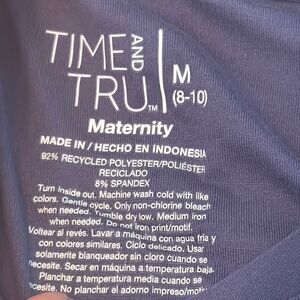 TIME AND TRU™
M
(8-10)
Maternity
MADE IN / HECHO EN INDONESIA
92% RECYCLED POLYESTER/POLIÉSTER
RECICLADO
8% SPANDEX
Turn inside out. Machine wash cold with like
colors. Gentle cycle. Only non-chlorine bleach
when needed. Tumble dry low. Medium iron
when needed. Do not iron print/motif.
Voltear al revés. Lavar a máquina con agua fría y
con colores similares. Ciclo delicado. Usar
solamente blanqueador sin cloro cuando se
necesite. Secar en máquina a temperatura baja.
Planchar a temperatura media cuando se
necesite. No planchar el adorno impreso/moti